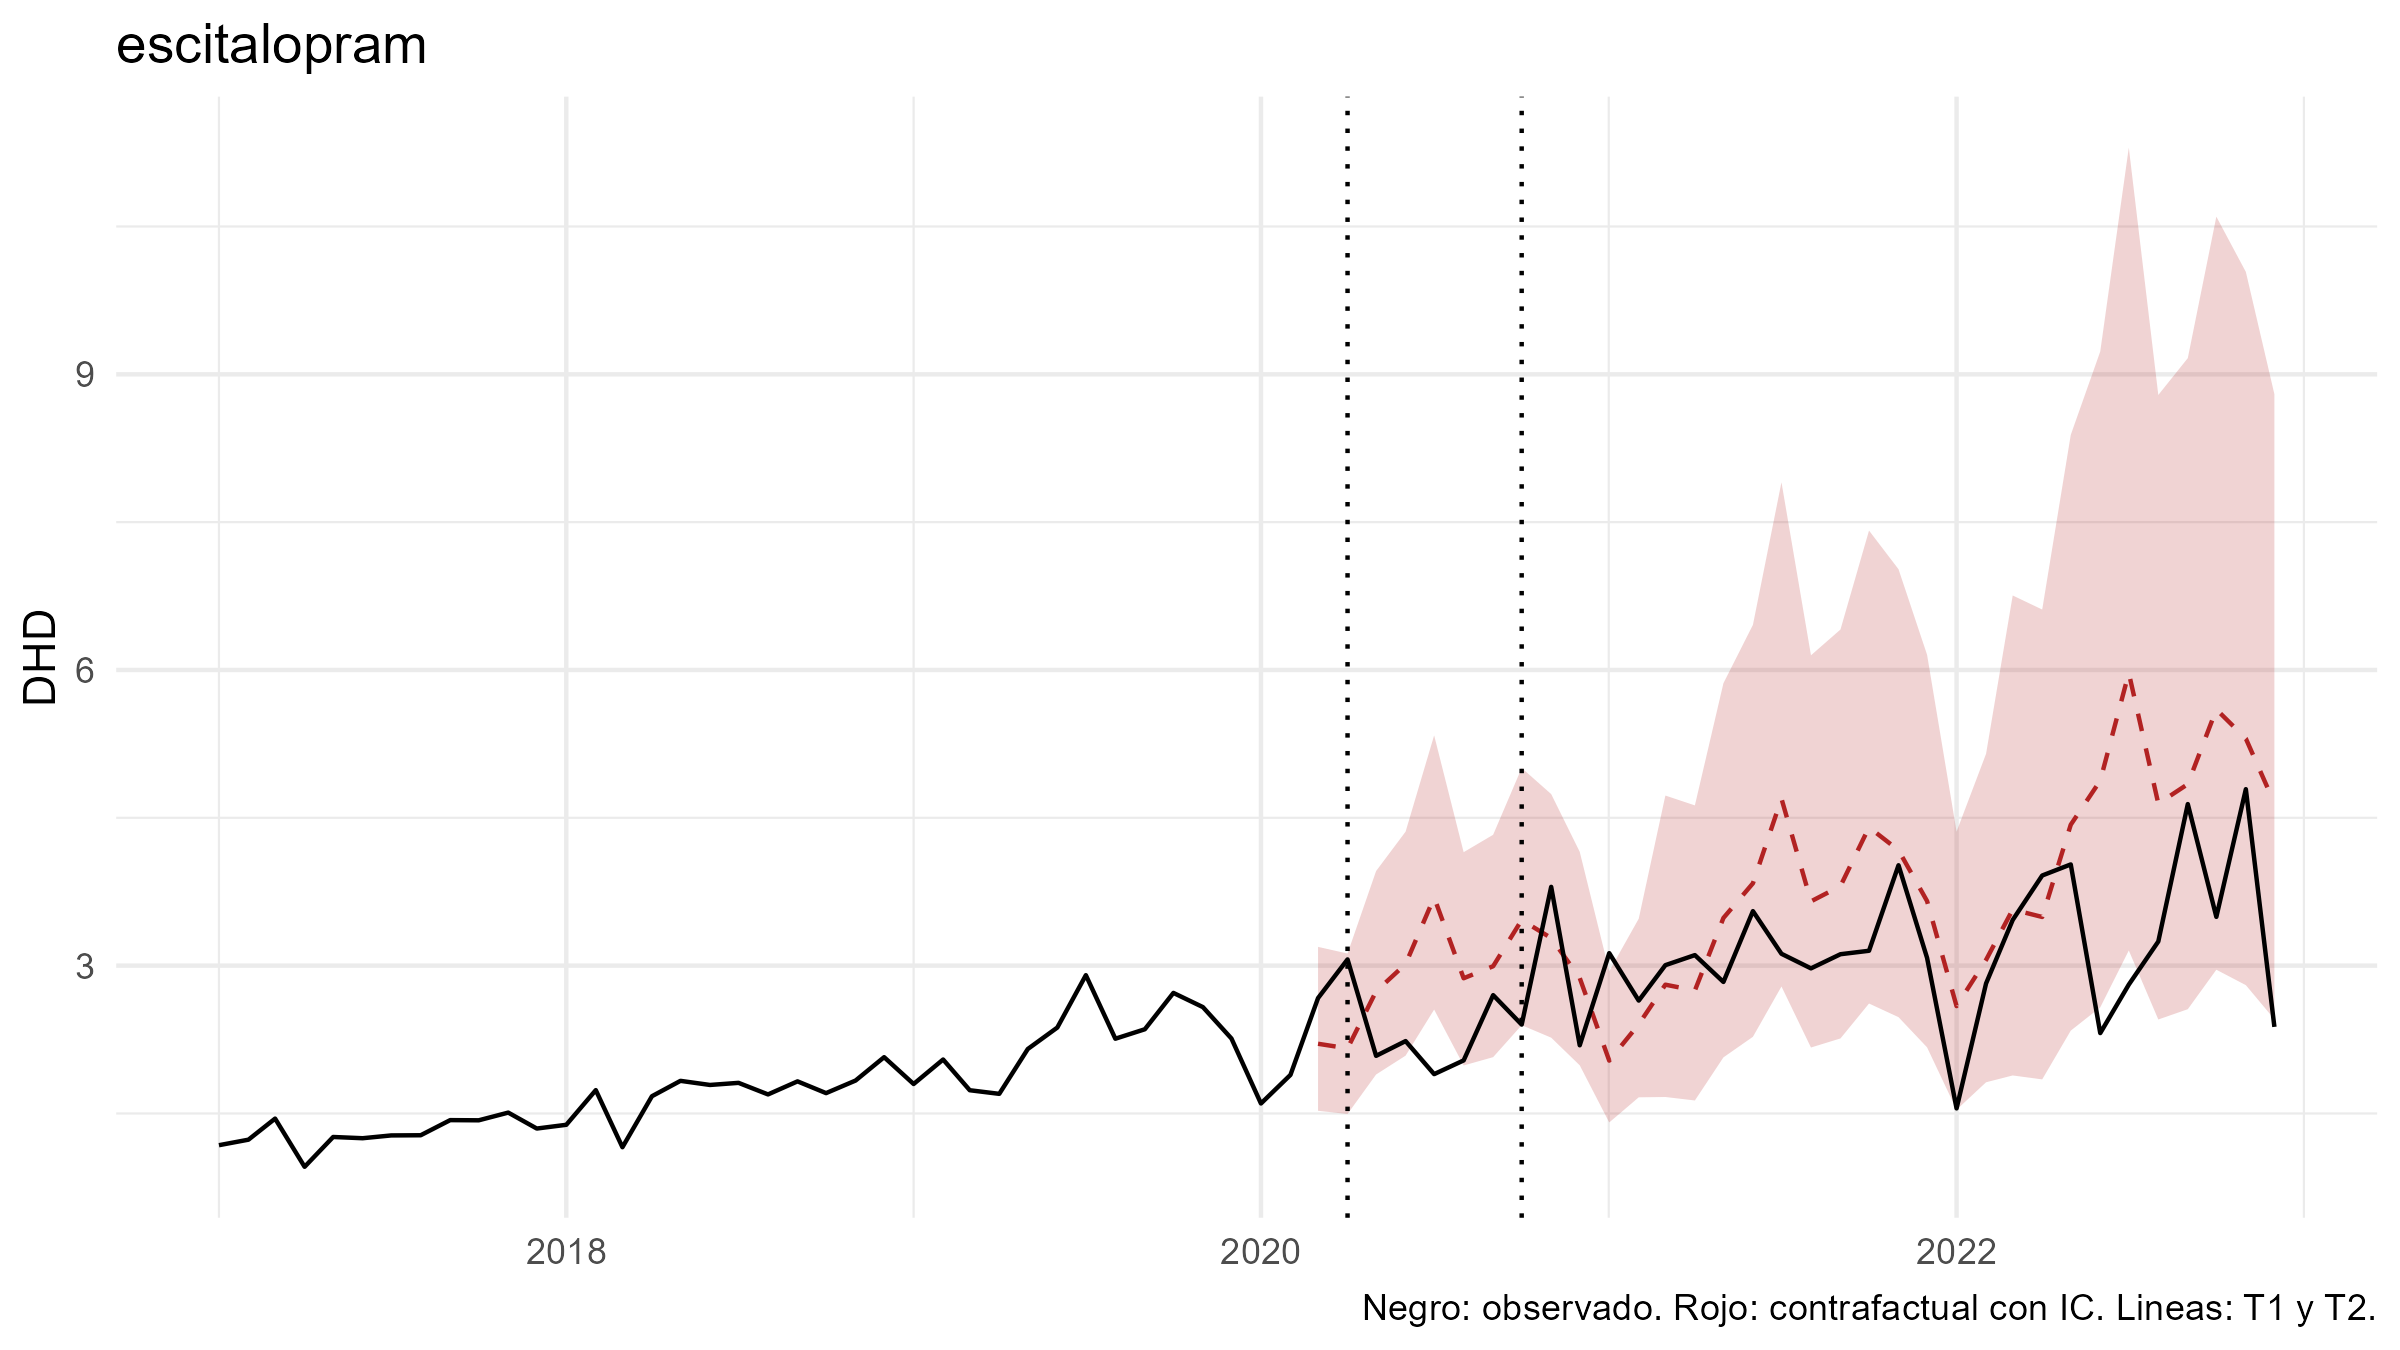 escitalopram
DHD
9
6
3
2018
2020
2022
Negro: observado. Rojo: contrafactual con IC. Lineas: T1 y T2.